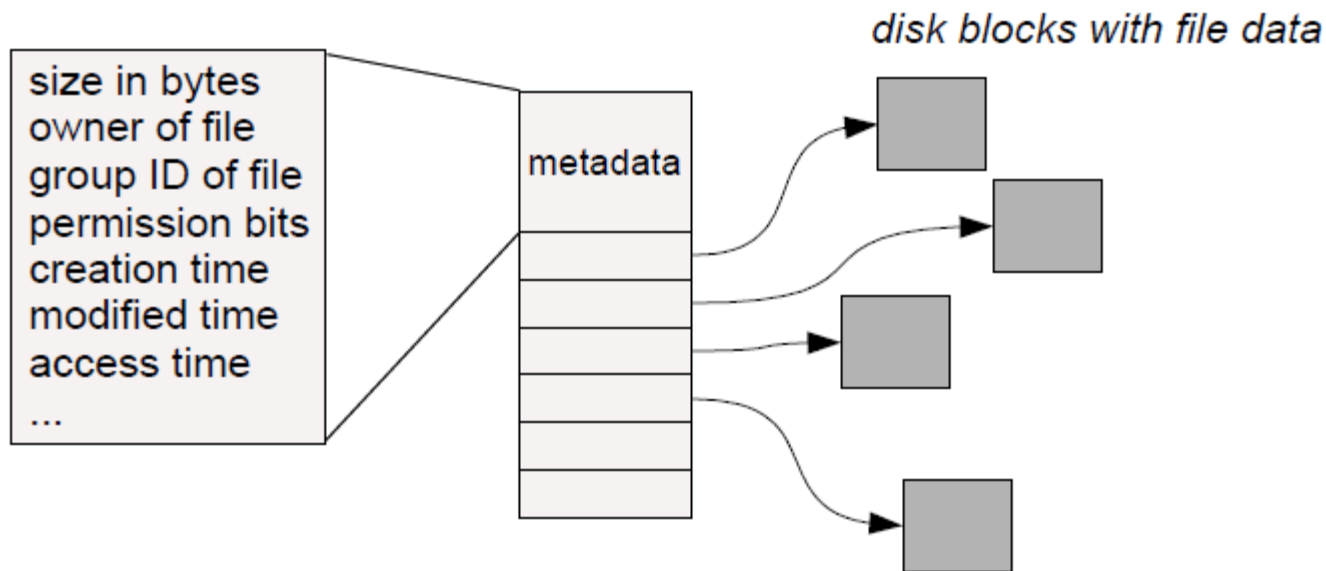 disk blocks with file data
size in bytes
owner of file
group ID of file
permission bits
creation time
modified time
access time
...
metadata